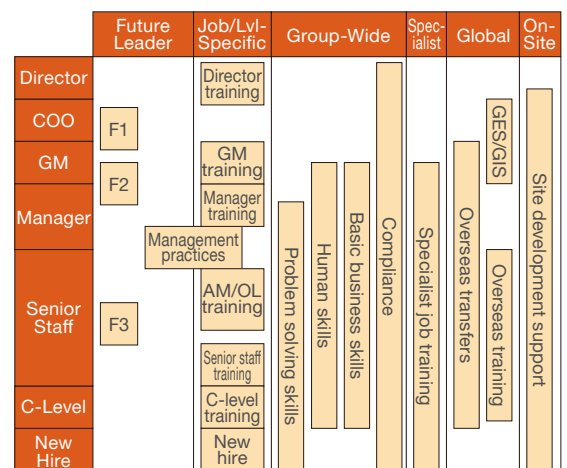 Future
Leader
Job/Lvl-
Specific
Group-Wide
Spec-
ialist
Global
On-
Site
Director
COO
GM
Manager
Senior
Staff
C-Level
New
Hire
F1
F2
F3
Director
training
GM
training
Manager
training
Management
practices
AM/OL
training
Senior staff
training
C-level
training
New
hire
Problem solving skills
Human skills
Basic business skills
Compliance
Specialist job training
Overseas transfers
GES/GIS
Overseas training
Site development support